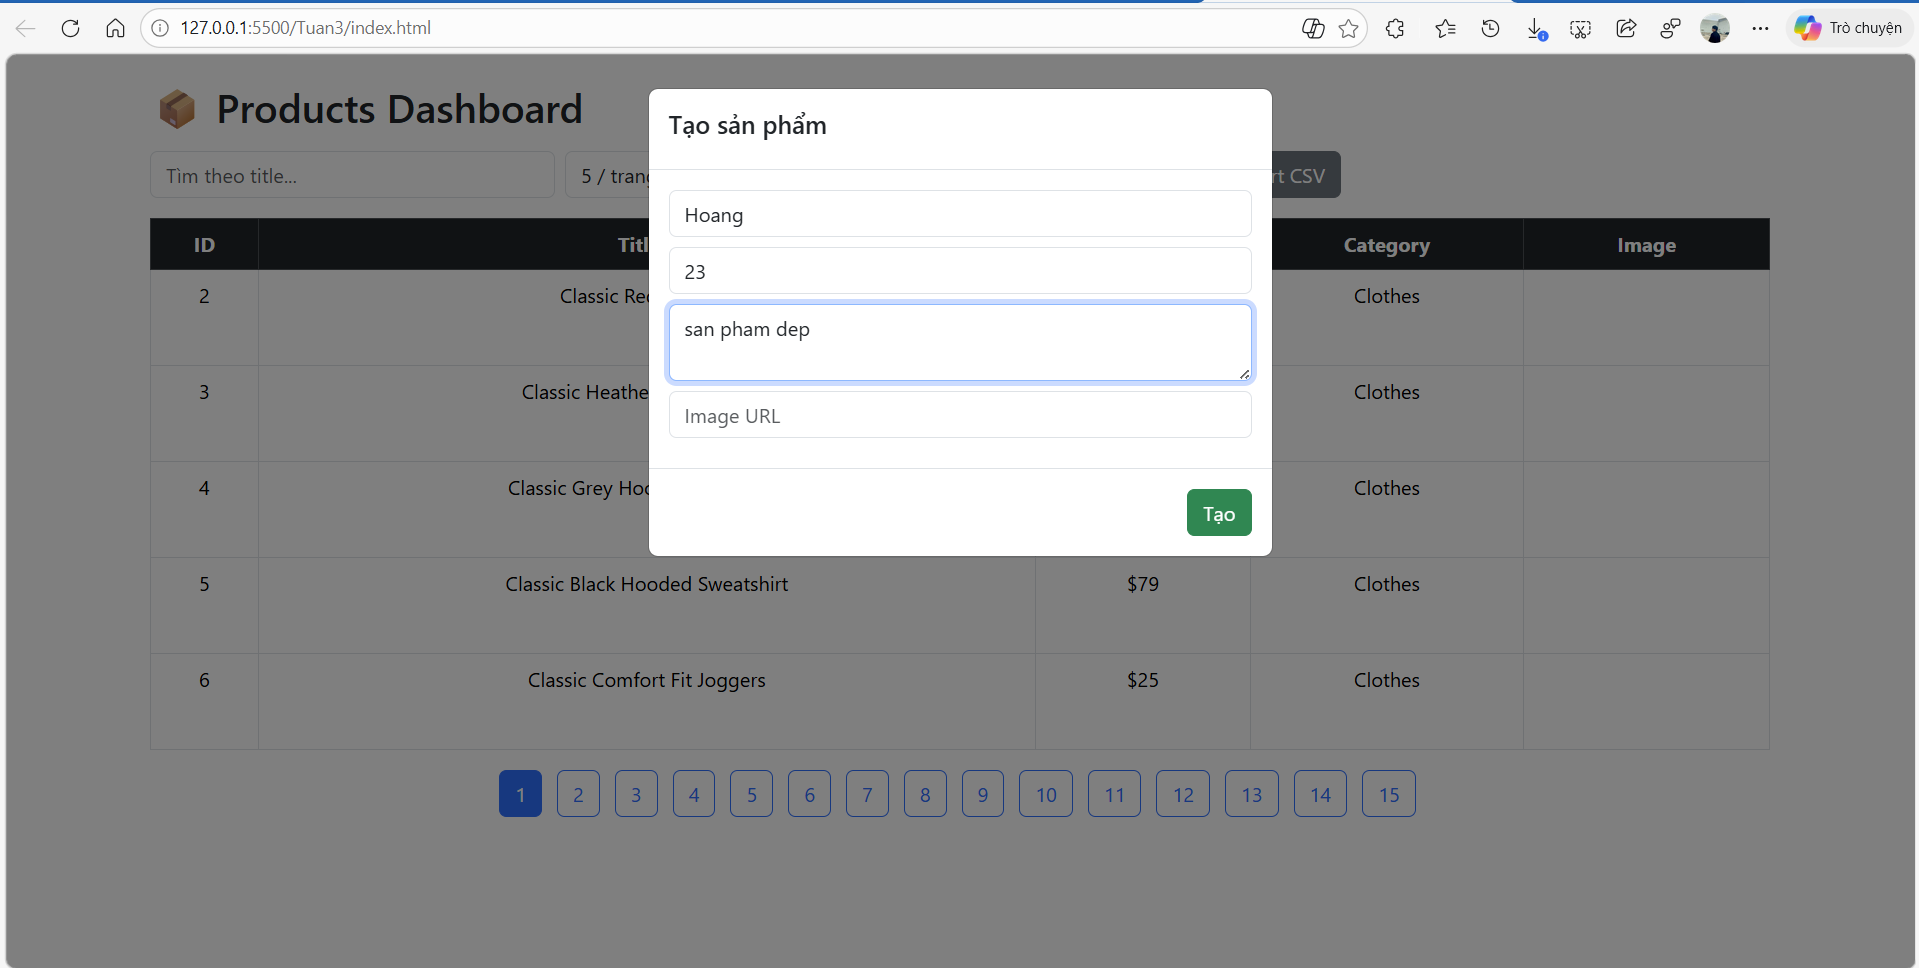 127.0.0.1:5500/Tuan3/index.html
Trò chuyện
Products Dashboard
Tạo sản phẩm
Tìm theo title...
5 / trang
rt CSV
Hoang
23
san pham dep
Image URL
Tạo
ID Titl Category Image
2 Classic Red Clothes
3 Classic Heathe Clothes
4 Classic Grey Hoo Clothes
5 Classic Black Hooded Sweatshirt $79 Clothes
6 Classic Comfort Fit Joggers $25 Clothes
1 2 3 4 5 6 7 8 9 10 11 12 13 14 15